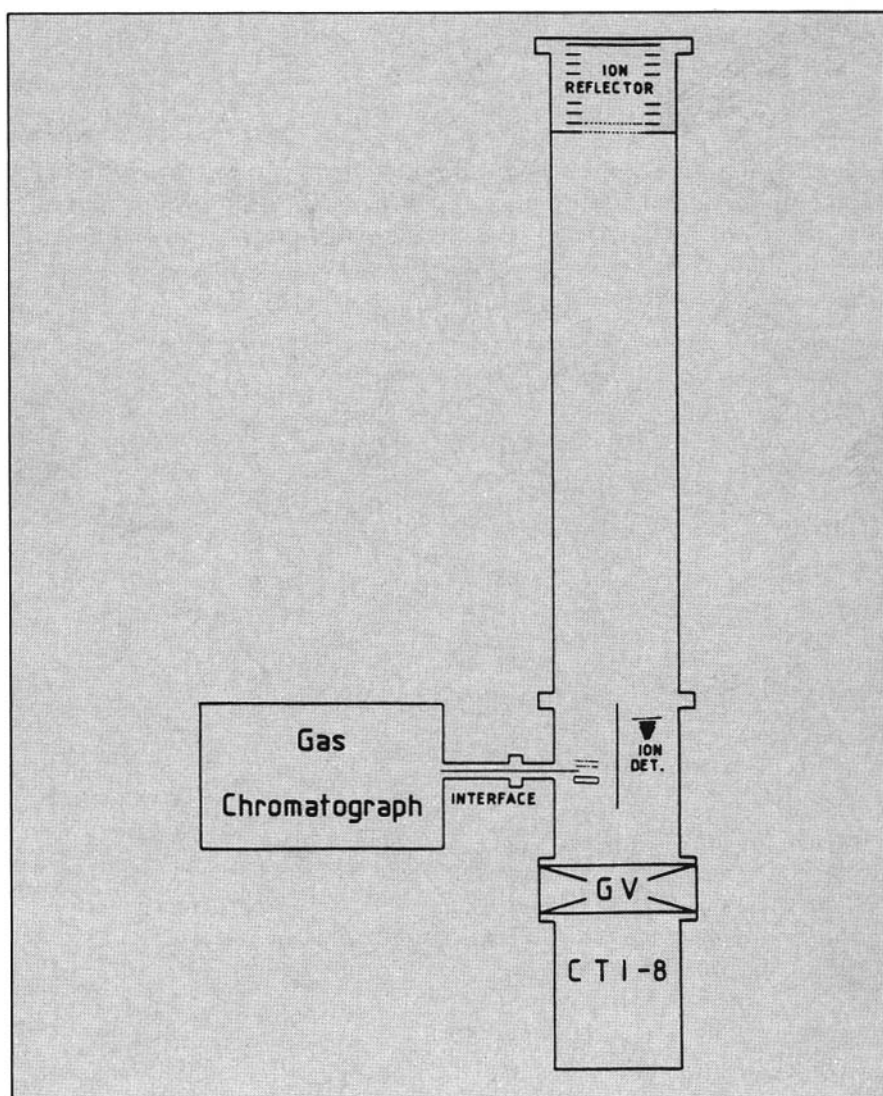 ION
REFLECTOR
Gas
Chromatograph
INTERFACE
ION
DET.
GV
CTI-8